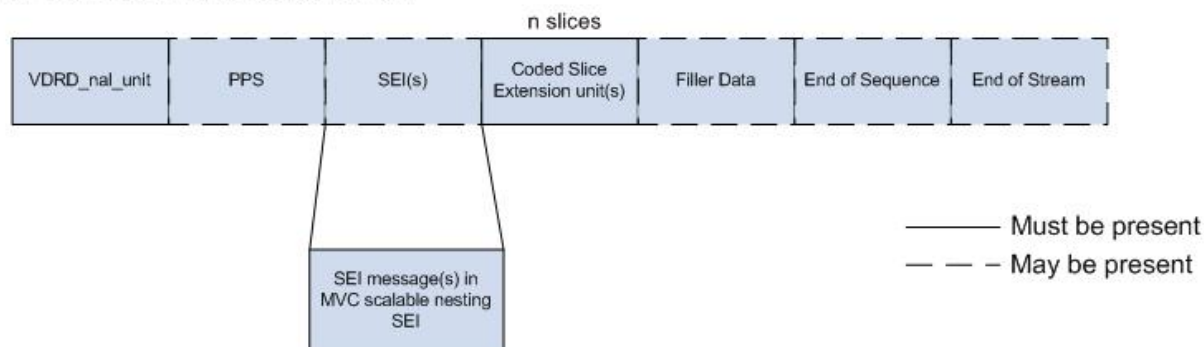 n slices
VDRD_nal_unit
PPS
SEI(s)
Coded Slice
Extension unit(s)
Filler Data
End of Sequence
End of Stream
Must be present
May be present
SEI message(s) in
MVC scalable nesting
SEI